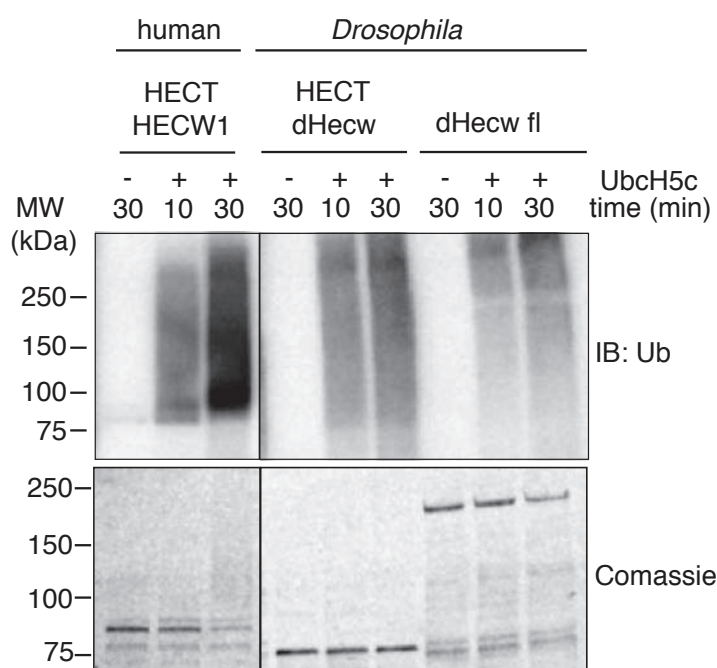 human Drosophila
HECT HECW1 HECT dHecw dHecw fl
- + + - + + - + + UbcH5c
MW (kDa) 30 10 30 30 10 30 30 10 30 time (min)
250
150
100
75
IB: Ub
250
150
100
75
Comassie